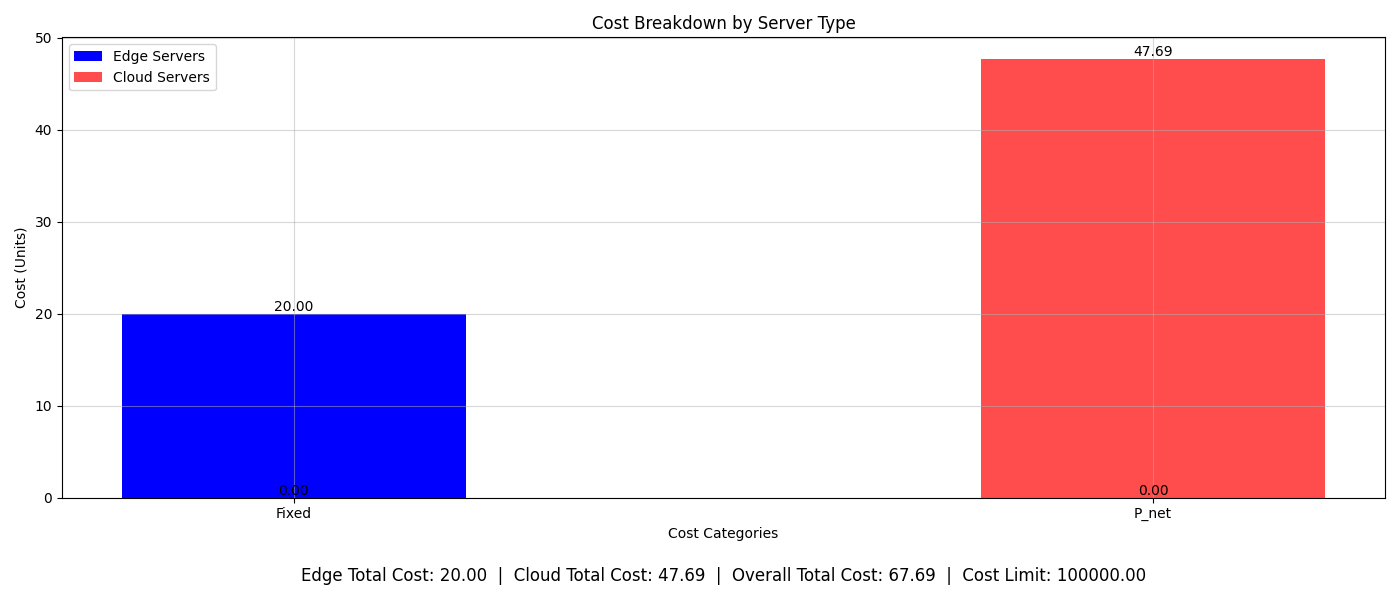 Cost Breakdown by Server Type
Edge Servers
Cloud Servers
50
40
30
20
10
0
Cost (Units)
20.00
0.00
47.69
0.00
Fixed
P_net
Cost Categories
Edge Total Cost: 20.00 | Cloud Total Cost: 47.69 | Overall Total Cost: 67.69 | Cost Limit: 100000.00